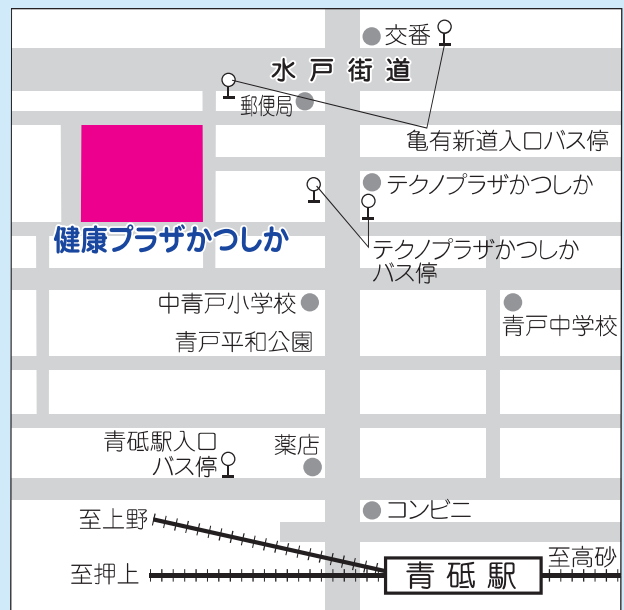 交番
水戸街道
郵便局
亀有新道入口バス停
テクノプラザかつしか
健康プラザかつしか
テクノプラザかつしか
バス停
中青戸小学校
青戸中学校
青戸平和公園
青砥駅入口
バス停
薬店
コンビニ
至上野
至高砂
至押上
青砥駅